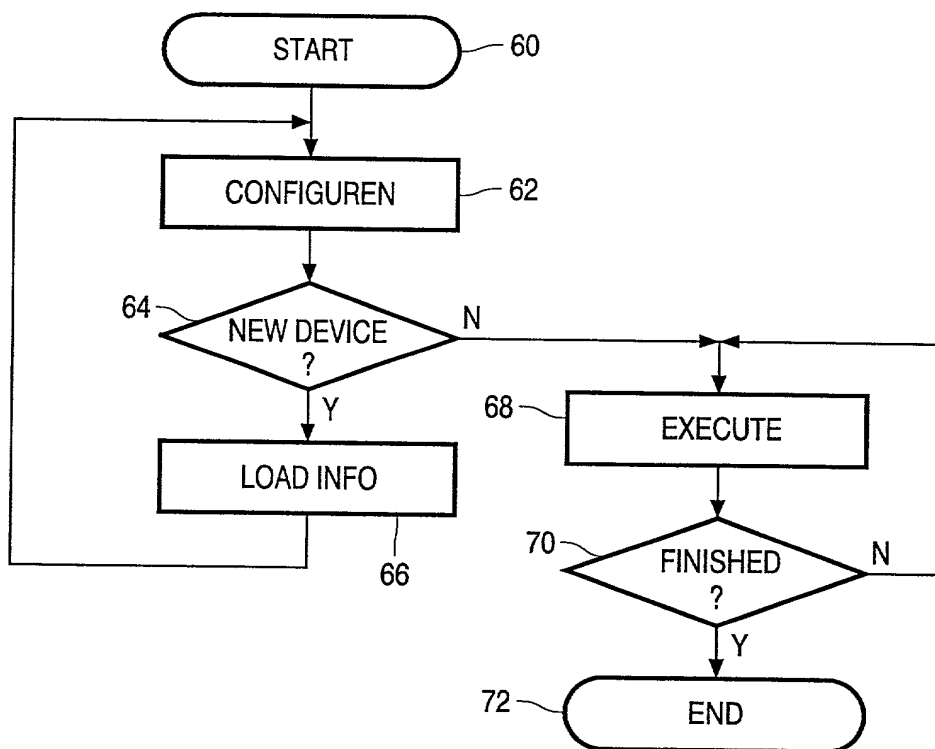 START
60
CONFIGUREN
62
64
NEW DEVICE
?
N
Y
LOAD INFO
66
68
EXECUTE
70
FINISHED
?
N
Y
72
END